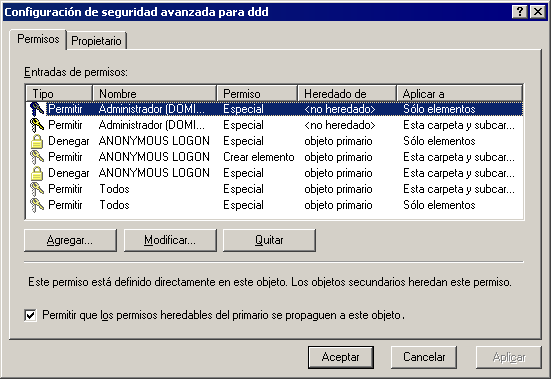 Configuración de seguridad avanzada para ddd
Permisos Propietario
Entradas de permisos:
Tipo Nombre Permiso Heredado de Aplicar a
Permitir Administrador (DOMI... Especial <no heredado> Sólo elementos
Permitir Administrador (DOMI... Especial <no heredado> Esta carpeta y subcar...
Denegar ANONYMOUS LOGON Especial objeto primario Sólo elementos
Permitir ANONYMOUS LOGON Crear elemento objeto primario Esta carpeta y subcar...
Denegar ANONYMOUS LOGON Especial objeto primario Esta carpeta y subcar...
Permitir Todos Especial objeto primario Esta carpeta y subcar...
Permitir Todos Especial objeto primario Sólo elementos
Agregar... Modificar... Quitar
Este permiso está definido directamente en este objeto. Los objetos secundarios heredan este permiso.
Permitir que los permisos heredables del primario se propaguen a este objeto.
Aceptar Cancelar Aplicar